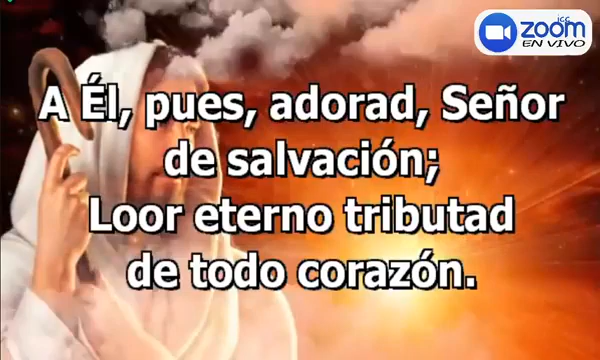 icc
zoom
EN VIVO
A Él, pues, adorad, Señor
de salvación;
Loor eterno tributad
de todo corazón.